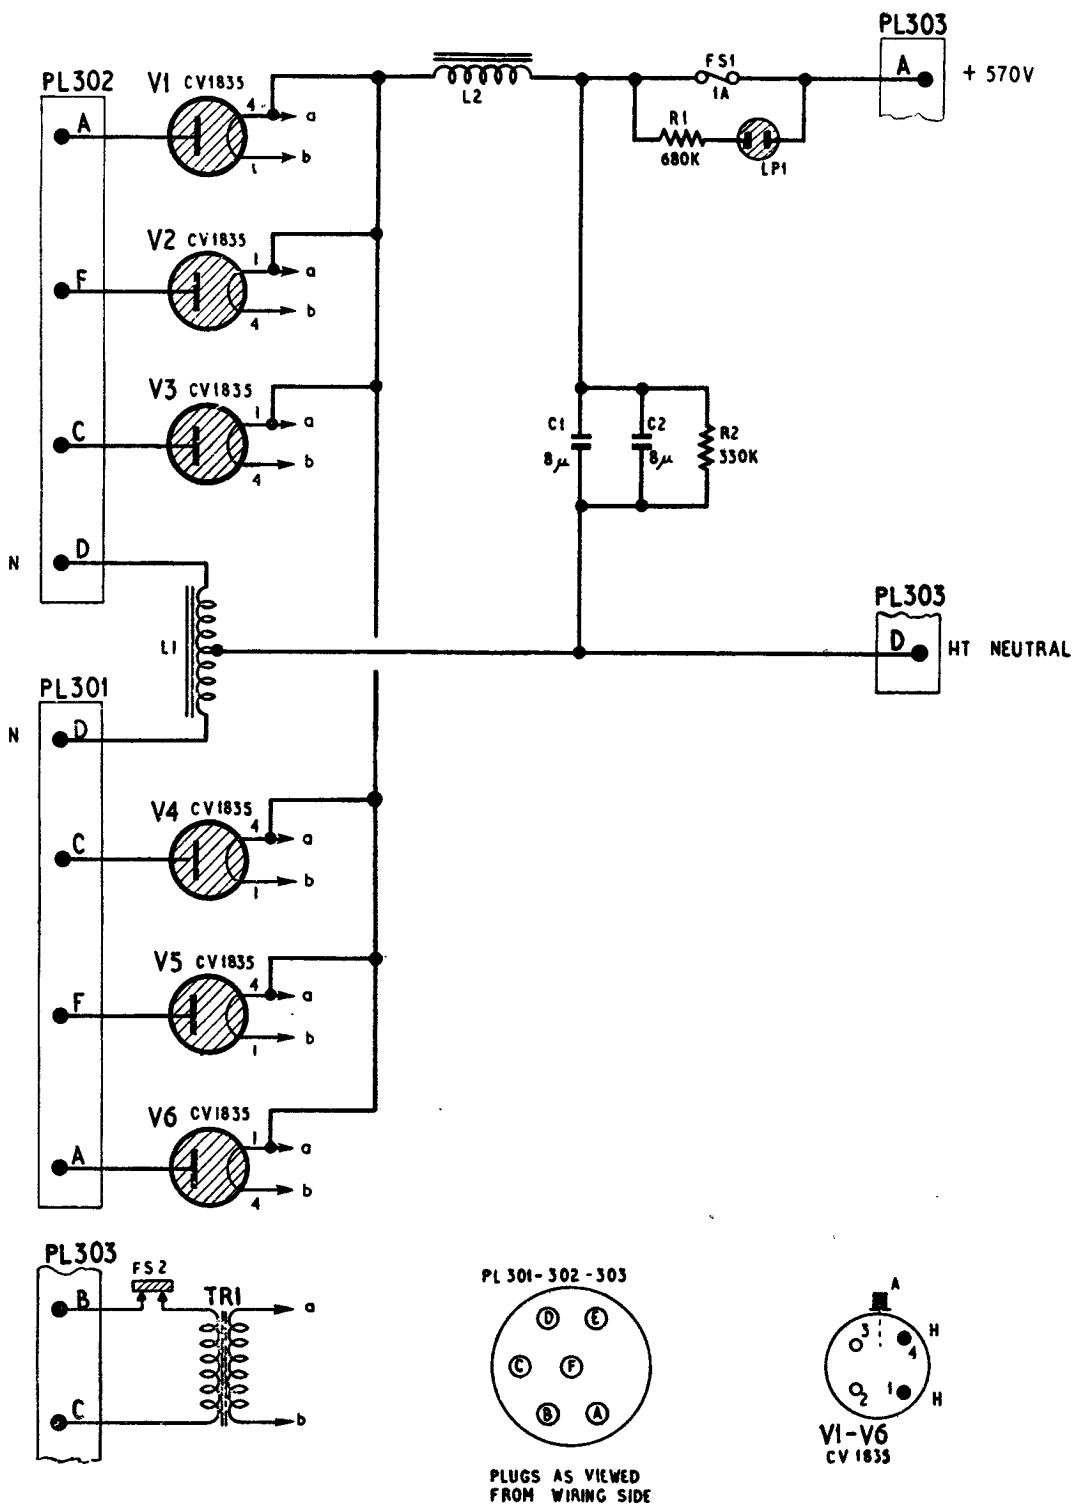 PL303
A + 570V
FS1
1A
R1
680K
LP1
L2
PL302
V1 CV1835
A
4
a
b
1
V2 CV1835
F
1
a
b
4
V3 CV1835
C
1
a
b
4
C1
8μ
C2
8μ
R2
330K
N
D
L1
PL303
D HT NEUTRAL
PL301
N
D
V4 CV1835
C
4
a
b
1
V5 CV1835
F
4
a
b
1
V6 CV1835
A
1
a
b
4
PL303
FS2
B
TR1
a
C
b
PL 301-302-303
D E
C F
B A
PLUGS AS VIEWED
FROM WIRING SIDE
A
3 H
4
2 1 H
V1-V6
CV 1835